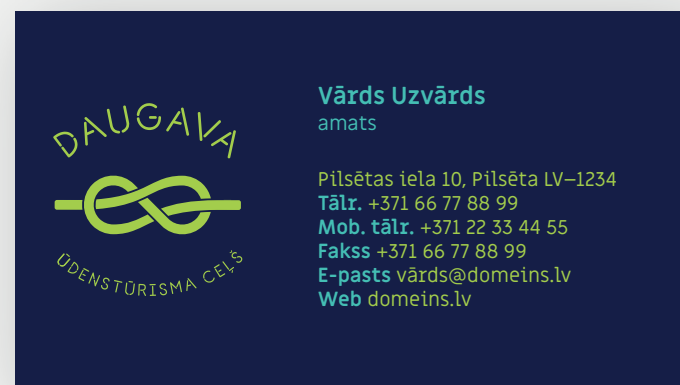 DAUGAVA
ŪDENSTŪRISMA CEĻŠ
Vārds Uzvārds
amats
Pilsētas iela 10, Pilsēta LV–1234
Tālr. +371 66 77 88 99
Mob. tālr. +371 22 33 44 55
Fakss +371 66 77 88 99
E-pasts vārds@domeins.lv
Web domeins.lv